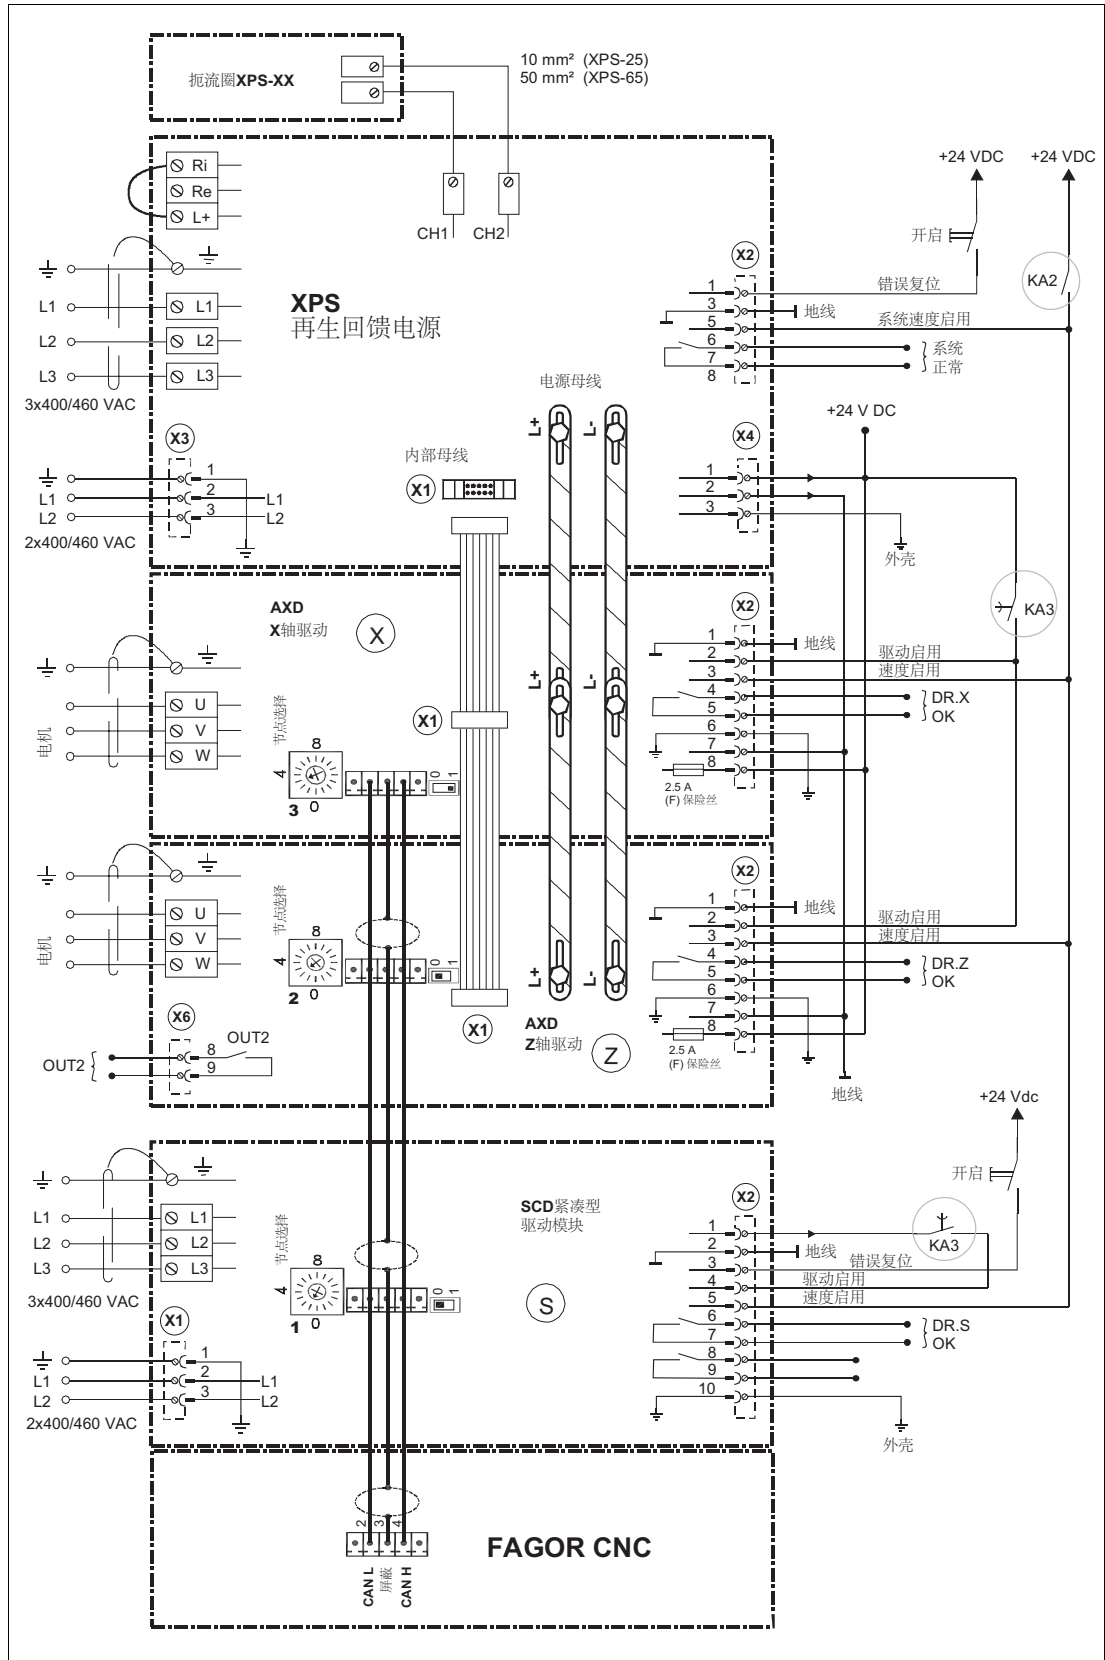 扼流圈XPS-XX
10 mm² (XPS-25)
50 mm² (XPS-65)
Ri
Re
L+
CH1
CH2
+24 VDC
+24 VDC
开启
KA2
L1
L2
L3
L1
L2
L3
3x400/460 VAC
XPS
再生回馈电源
X2
1
3
5
6
7
8
错误复位
地线
系统速度启用
系统
正常
电源母线
L+
L-
内部母线
X1
X3
1
2
3
L1
L2
L1
L2
2x400/460 VAC
X4
1
2
3
+24 V DC
外壳
KA3
AXD
X轴驱动
X
电机
U
V
W
节点选择
8
4
3
0
0
1
X1
L+
L-
X2
1
2
3
4
5
6
7
8
地线
驱动启用
速度启用
DR.X
OK
2.5 A
(F) 保险丝
电机
U
V
W
节点选择
8
4
2
0
0
1
X1
L+
L-
AXD
Z轴驱动
Z
X2
1
2
3
4
5
6
7
8
地线
驱动启用
速度启用
DR.Z
OK
2.5 A
(F) 保险丝
地线
X6
8
9
OUT2
OUT2
+24 Vdc
开启
KA3
L1
L2
L3
L1
L2
L3
3x400/460 VAC
SCD紧凑型
驱动模块
S
节点选择
8
4
1
0
0
1
X2
1
2
3
4
5
6
7
8
9
10
地线
错误复位
驱动启用
速度启用
DR.S
OK
外壳
X1
1
2
3
L1
L2
L1
L2
2x400/460 VAC
2
3
4
CAN L
屏蔽
CAN H
FAGOR CNC